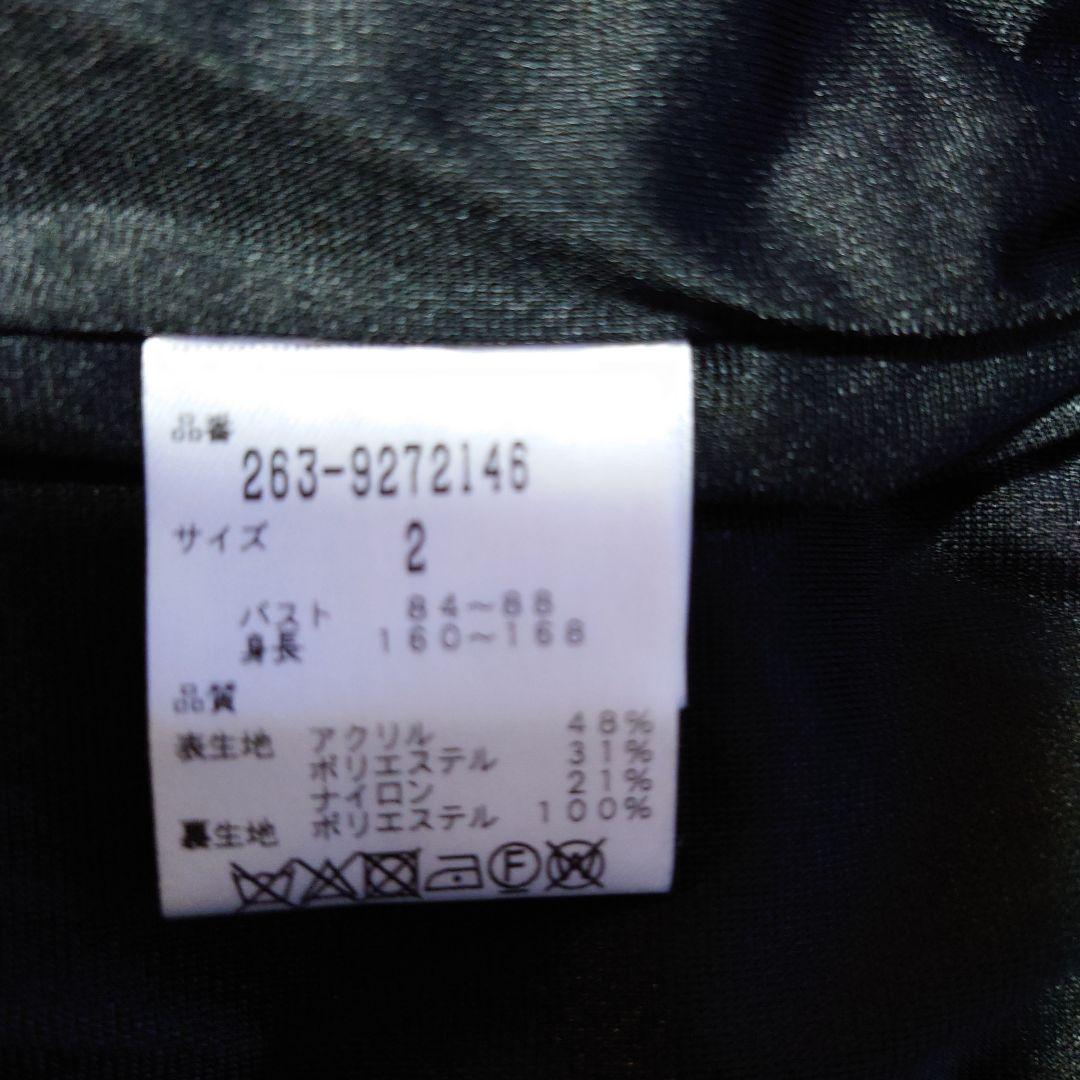 品番
263-9272146
サイズ 2
バスト 84～88
身長 160～168
品質
表生地 アクリル 48%
ポリエステル 31%
ナイロン 21%
裏生地 ポリエステル 100%
F W